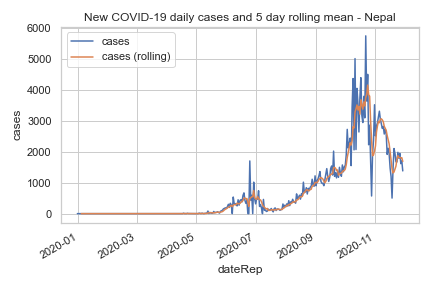 New COVID-19 daily cases and 5 day rolling mean - Nepal
cases
cases (rolling)
6000
5000
4000
3000
2000
1000
0
cases
2020-01
2020-03
2020-05
2020-07
2020-09
2020-11
dateRep